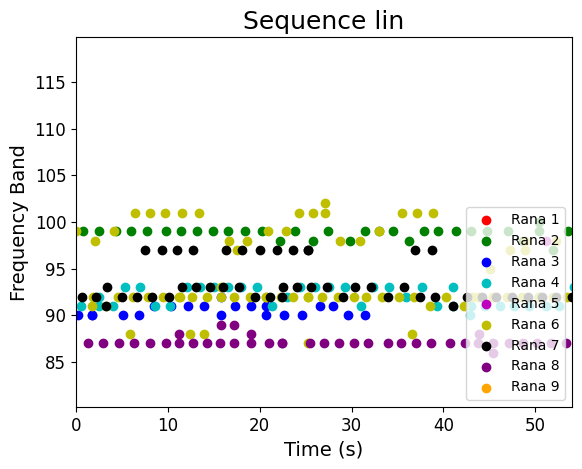 Sequence lin
Frequency Band
115
110
105
100
95
90
85
0
10
20
30
40
50
Time (s)
Rana 1
Rana 2
Rana 3
Rana 4
Rana 5
Rana 6
Rana 7
Rana 8
Rana 9